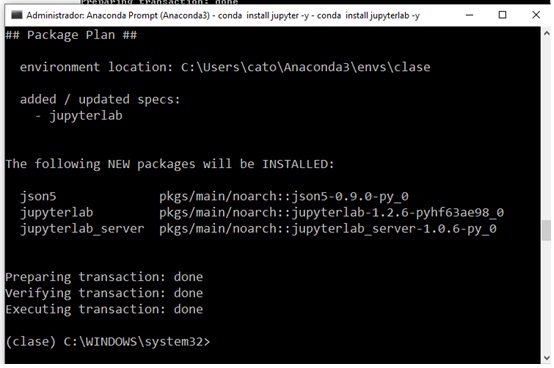 Preparing transaction: done
Administrador: Anaconda Prompt (Anaconda3) - conda install jupyter -y - conda install jupyterlab -y
## Package Plan ##
environment location: C:\Users\cato\Anaconda3\envs\clase
added / updated specs:
- jupyterlab
The following NEW packages will be INSTALLED:
json5 pkgs/main/noarch::json5-0.9.0-py_0
jupyterlab pkgs/main/noarch::jupyterlab-1.2.6-pyhf63ae98_0
jupyterlab_server pkgs/main/noarch::jupyterlab_server-1.0.6-py_0
Preparing transaction: done
Verifying transaction: done
Executing transaction: done
(clase) C:\WINDOWS\system32>